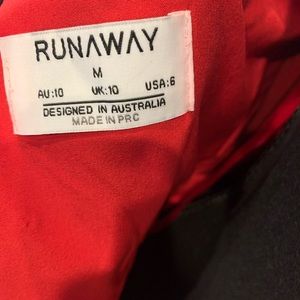 RUNAWAY
M
AU:10 UK:10 USA:6
DESIGNED IN AUSTRALIA
MADE IN PRC